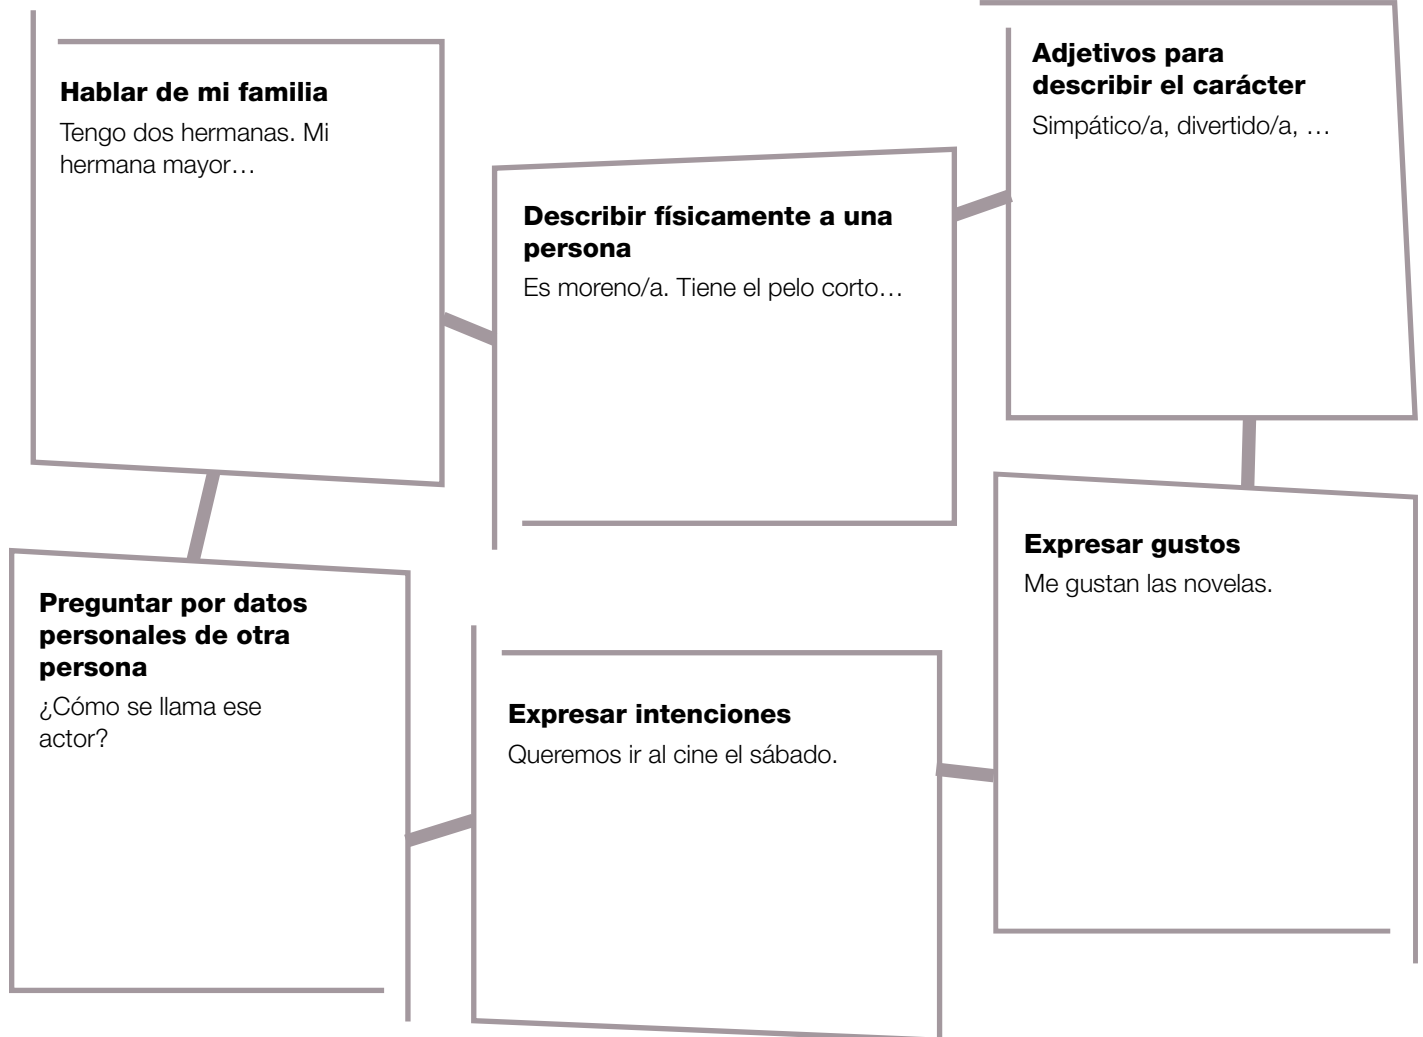 Hablar de mi familia
Tengo dos hermanas. Mi
hermana mayor…
Describir físicamente a una
persona
Es moreno/a. Tiene el pelo corto…
Adjetivos para
describir el carácter
Simpático/a, divertido/a, …
Preguntar por datos
personales de otra
persona
¿Cómo se llama ese
actor?
Expresar intenciones
Queremos ir al cine el sábado.
Expresar gustos
Me gustan las novelas.